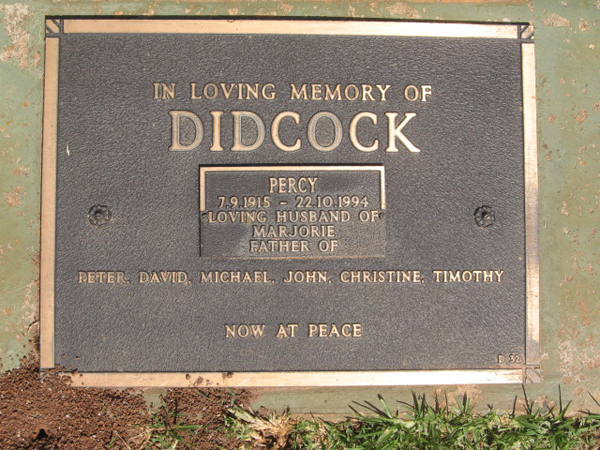 IN LOVING MEMORY OF
DIDCOCK
PERCY
7.9.1915 - 22.10.1994
LOVING HUSBAND OF
MARJORIE
FATHER OF
PETER, DAVID, MICHAEL, JOHN, CHRISTINE, TIMOTHY
NOW AT PEACE
D 52